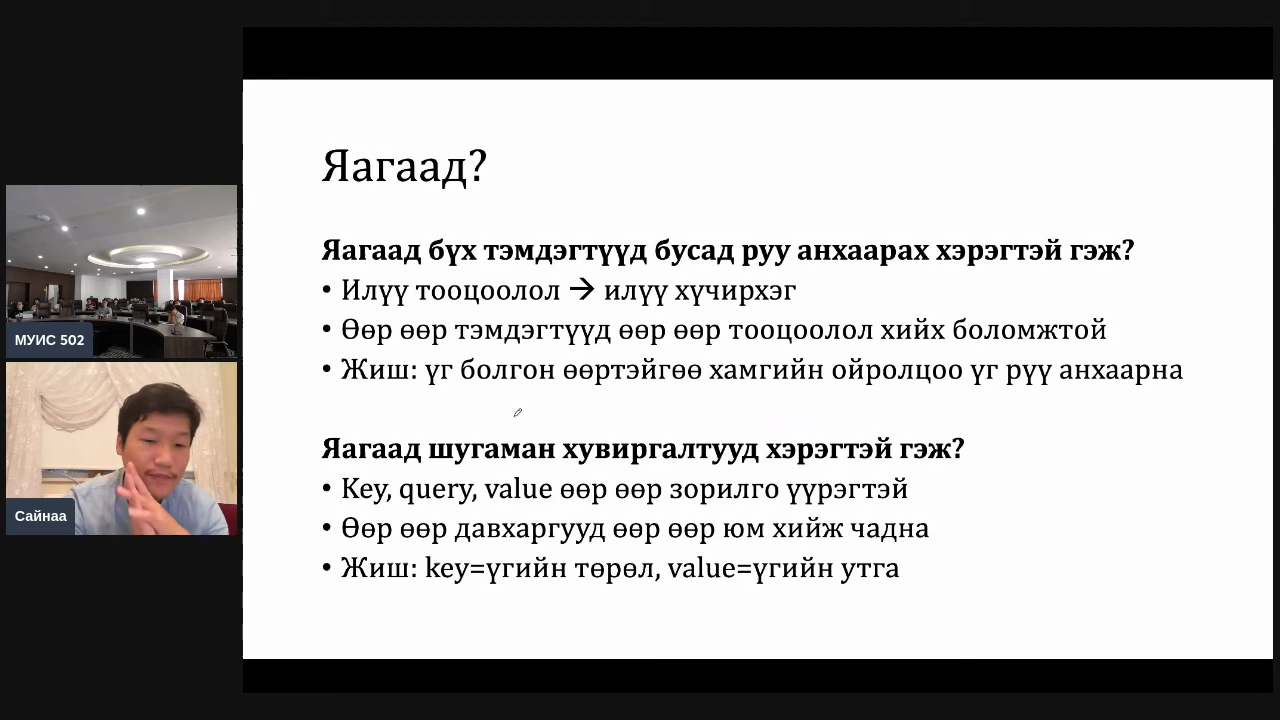 Яагаад?
Яагаад бүх тэмдэгтүүд бусад руу анхаарах хэрэгтэй гэж?
• Илүү тооцоолол → илүү хүчирхэг
• Өөр өөр тэмдэгтүүд өөр өөр тооцоолол хийх боломжтой
• Жиш: үг болгон өөртэйгөө хамгийн ойролцоо үг рүү анхаарна
Яагаад шугаман хувиргалтууд хэрэгтэй гэж?
• Key, query, value өөр өөр зорилго үүрэгтэй
• Өөр өөр давхаргууд өөр өөр юм хийж чадна
• Жиш: key=үгийн төрөл, value=үгийн утга
МУИС 502
Сайнаа